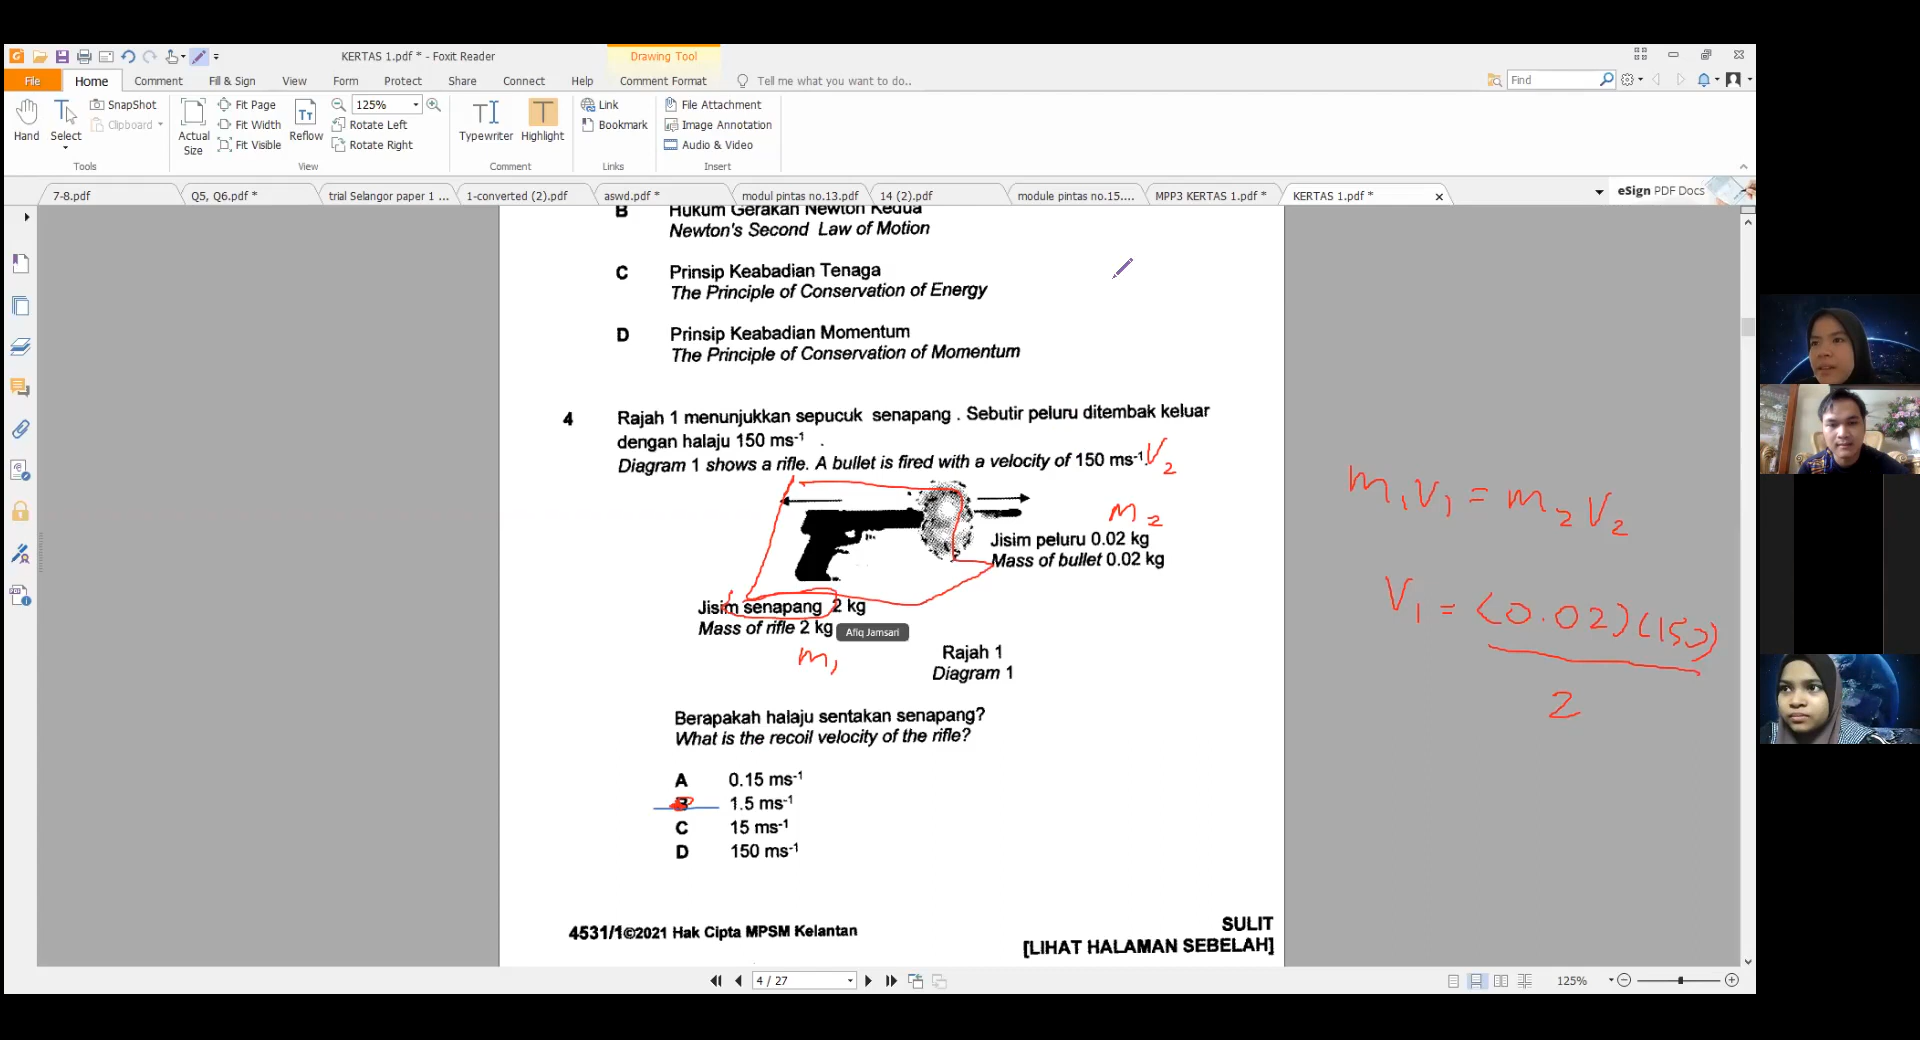 KERTAS 1.pdf * - Foxit Reader
Drawing Tool
File Home Comment Fill & Sign View Form Protect Share Connect Help Comment Format Tell me what you want to do..
Find
Hand
Select
SnapShot
Clipboard
Tools
Actual Size
Fit Page
Fit Width
Fit Visible
Reflow
125%
Rotate Left
Rotate Right
View
Typewriter
Highlight
Comment
Link
Bookmark
Links
File Attachment
Image Annotation
Audio & Video
Insert
7-8.pdf
Q5, Q6.pdf *
trial Selangor paper 1 ...
1-converted (2).pdf
aswd.pdf *
modul pintas no.13.pdf
14 (2).pdf
module pintas no.15....
MPP3 KERTAS 1.pdf *
KERTAS 1.pdf *
eSign PDF Docs
B Hukum Gerakan Newton Kedua
Newton's Second Law of Motion
C Prinsip Keabadian Tenaga
The Principle of Conservation of Energy
D Prinsip Keabadian Momentum
The Principle of Conservation of Momentum
4 Rajah 1 menunjukkan sepucuk senapang . Sebutir peluru ditembak keluar
dengan halaju 150 ms⁻¹ .
Diagram 1 shows a rifle. A bullet is fired with a velocity of 150 ms⁻¹.
V₂
m₂
Jisim peluru 0.02 kg
Mass of bullet 0.02 kg
Jisim senapang 2 kg
Mass of rifle 2 kg
Afiq Jamsari
m₁
Rajah 1
Diagram 1
m₁V₁ = m₂V₂
V₁ = (0.02)(150)
2
Berapakah halaju sentakan senapang?
What is the recoil velocity of the rifle?
A 0.15 ms⁻¹
B 1.5 ms⁻¹
C 15 ms⁻¹
D 150 ms⁻¹
4531/1©2021 Hak Cipta MPSM Kelantan
SULIT
[LIHAT HALAMAN SEBELAH]
4 / 27
125%